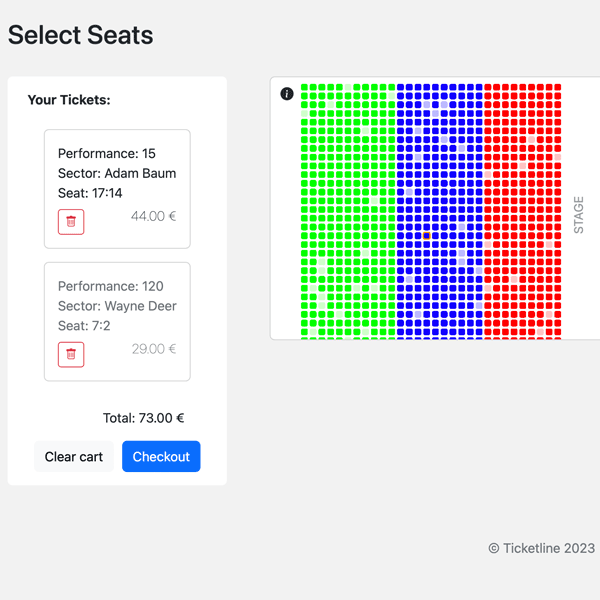 Select Seats
Your Tickets:
Performance: 15
Sector: Adam Baum
Seat: 17:14
44.00 €
Performance: 120
Sector: Wayne Deer
Seat: 7:2
29.00 €
Total: 73.00 €
Clear cart
Checkout
STAGE
© Ticketline 2023